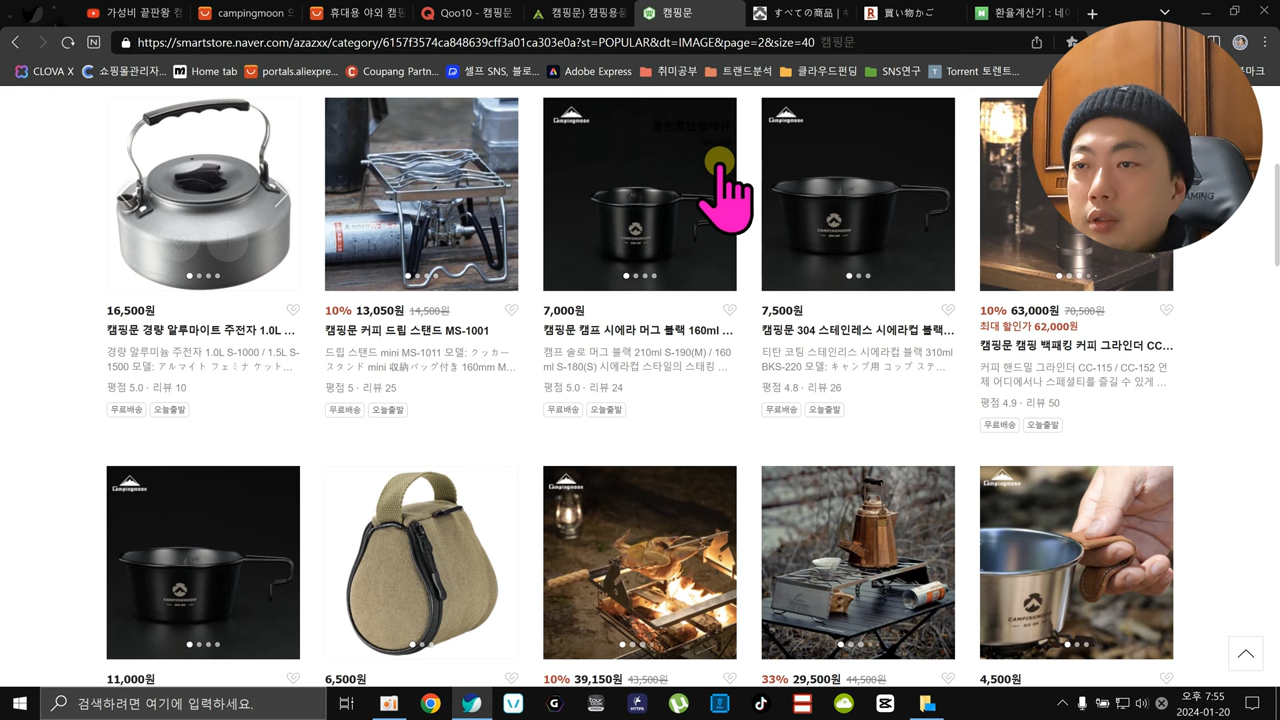 가성비 끝판왕 캠
campingmoon 의
휴대용 야외 캠핑
Qoo10 - 캠핑문
캠핑문) 캠핑용품
캠핑문
すべての商品 | キ
買い物かご
환율계산기 : 네이
https://smartstore.naver.com/azazxx/category/6157f3574ca848639cff3a01ca303e0a?st=POPULAR&dt=IMAGE&page=2&size=40 캠핑문
CLOVA X
쇼핑몰관리자...
Home tab
portals.aliexpre...
Coupang Partn...
셀프 SNS, 블로...
Adobe Express
취미공부
트랜드분석
클라우드펀딩
SNS연구
Torrent 토렌트...
북마크
Campingmoon
Campingmoon
GAMING
CAMPINGMOON
CAMPINGMOON
16,500원
10% 13,050원 14,500원
7,000원
7,500원
10% 63,000원 70,500원
최대 할인가 62,000원
캠핑문 경량 알루마이트 주전자 1.0L ...
캠핑문 커피 드립 스탠드 MS-1001
캠핑문 캠프 시에라 머그 블랙 160ml ...
캠핑문 304 스테인레스 시에라컵 블랙...
캠핑문 캠핑 백패킹 커피 그라인더 CC...
경량 알루미늄 주전자 1.0L S-1000 / 1.5L S-
1500 모델: アルマイト フェミナ ケット...
드립 스탠드 mini MS-1011 모델: クッカー
スタンド mini 収納バッグ付き 160mm M...
캠프 솔로 머그 블랙 210ml S-190(M) / 160
ml S-180(S) 시에라컵 스타일의 스태킹 ...
티탄 코팅 스테인리스 시에라컵 블랙 310ml
BKS-220 모델: キャンプ用 コップ ステ...
커피 핸드밀 그라인더 CC-115 / CC-152 언
제 어디에서나 스페셜티를 즐길 수 있게 ...
평점 5.0 · 리뷰 10
평점 5 · 리뷰 25
평점 5.0 · 리뷰 24
평점 4.8 · 리뷰 26
평점 4.9 · 리뷰 50
무료배송 오늘출발
무료배송 오늘출발
무료배송 오늘출발
무료배송 오늘출발
무료배송 오늘출발
Campingmoon
Campingmoon
Campingmoon
CAMPINGMOON
CAMPINGMOON
11,000원
6,500원
10% 39,150원 43,500원
33% 29,500원 44,500원
4,500원
검색하려면 여기에 입력하세요.
오후 7:55
2024-01-20